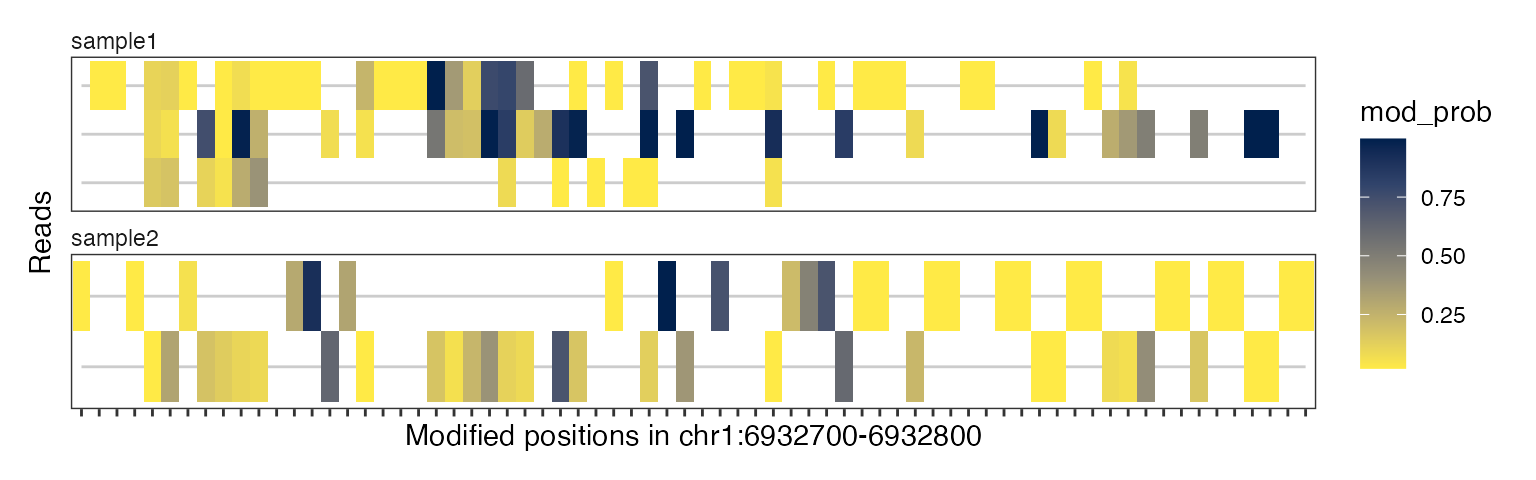 sample1
sample2
Reads
Modified positions in chr1:6932700-6932800
mod_prob
0.75
0.50
0.25